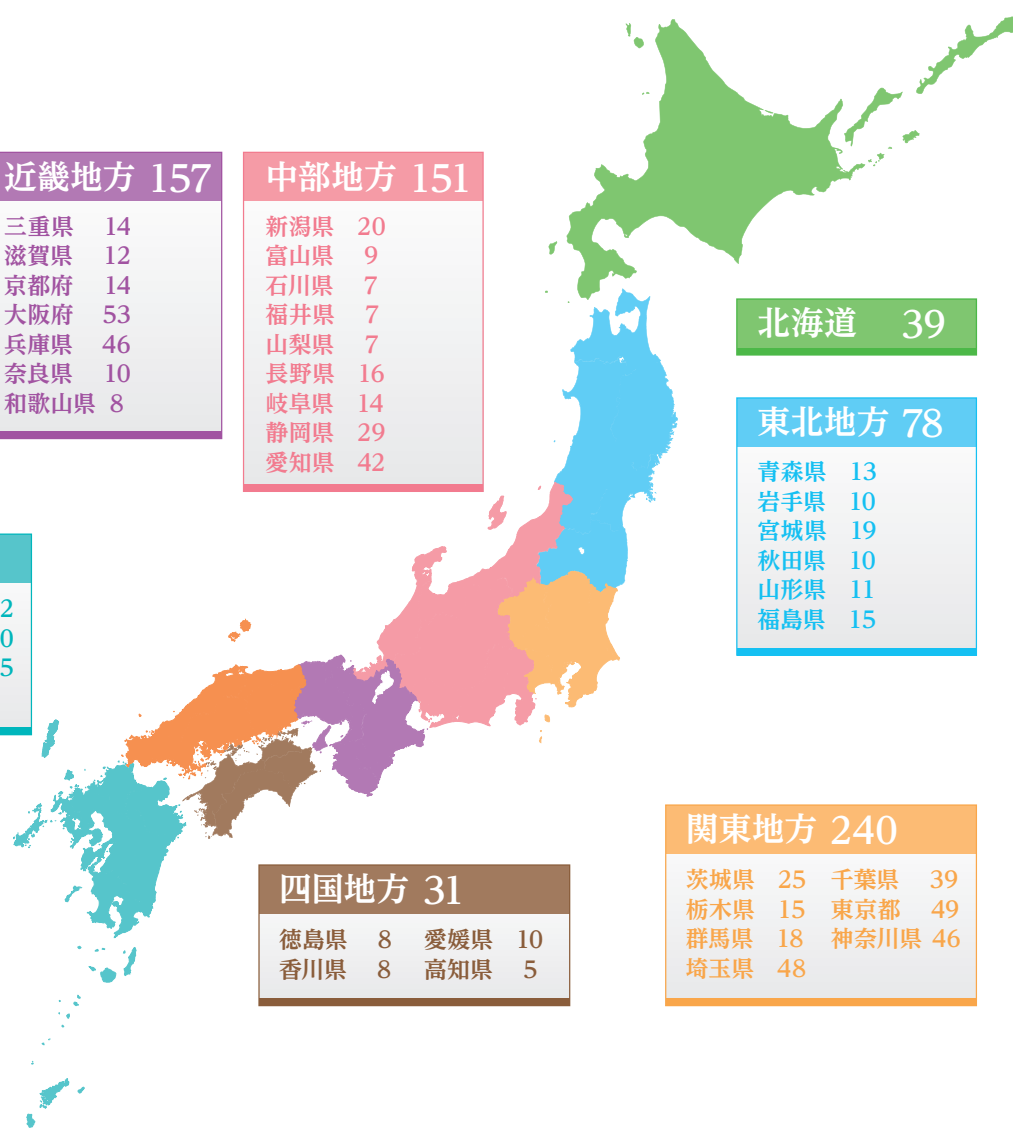 近畿地方 157
三重県 14
滋賀県 12
京都府 14
大阪府 53
兵庫県 46
奈良県 10
和歌山県 8
中部地方 151
新潟県 20
富山県 9
石川県 7
福井県 7
山梨県 7
長野県 16
岐阜県 14
静岡県 29
愛知県 42
北海道 39
東北地方 78
青森県 13
岩手県 10
宮城県 19
秋田県 10
山形県 11
福島県 15
2
0
5
四国地方 31
徳島県 8 愛媛県 10
香川県 8 高知県 5
関東地方 240
茨城県 25 千葉県 39
栃木県 15 東京都 49
群馬県 18 神奈川県 46
埼玉県 48